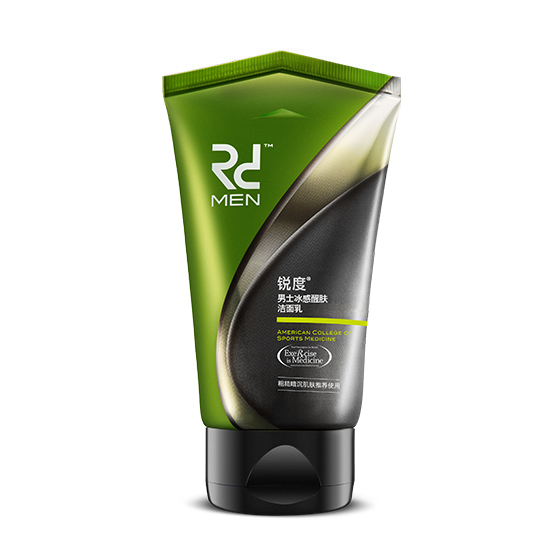 Rd™
MEN
锐度®
男士冰感醒肤
洁面乳
AMERICAN COLLEGE OF
SPORTS MEDICINE
ExeRcise
is Medicine
粗糙暗沉肌肤推荐使用